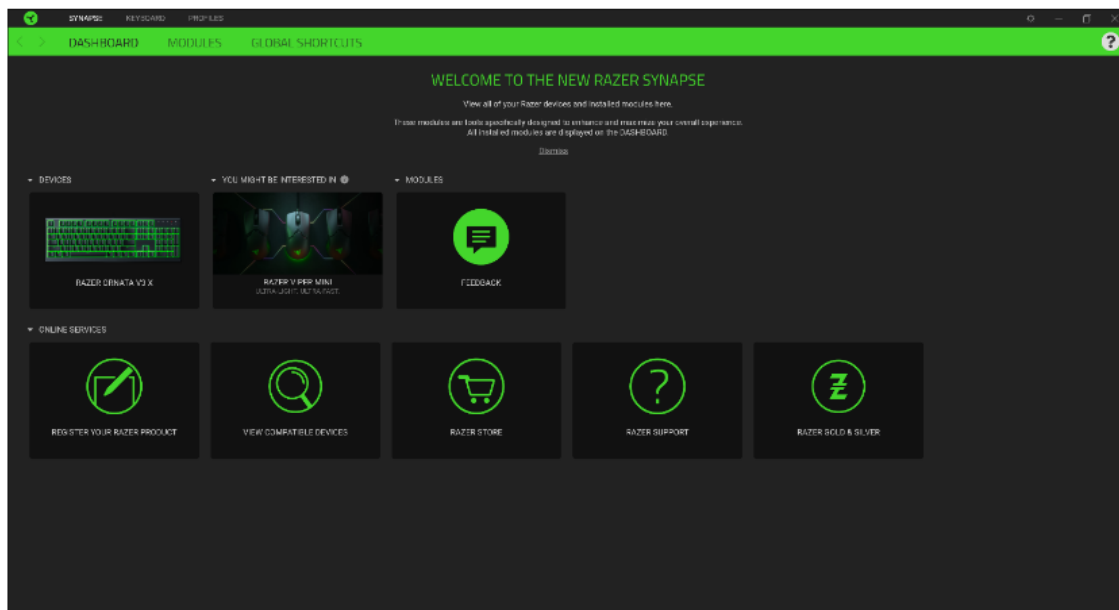 SYNAPSE KEYBOARD PROFILES
DASHBOARD MODULES GLOBAL SHORTCUTS
?
WELCOME TO THE NEW RAZER SYNAPSE
View all of your Razer devices and installed modules here.
These modules are tools specifically designed to enhance and maximize your overall experience.
All installed modules are displayed on the DASHBOARD.
Dismiss
DEVICES
YOU MIGHT BE INTERESTED IN
MODULES
RAZER ORNATA V3 X
RAZER VIPER MINI
ULTRA-LIGHT. ULTRA-FAST.
FEEDBACK
ONLINE SERVICES
REGISTER YOUR RAZER PRODUCT
VIEW COMPATIBLE DEVICES
RAZER STORE
RAZER SUPPORT
RAZER GOLD & SILVER